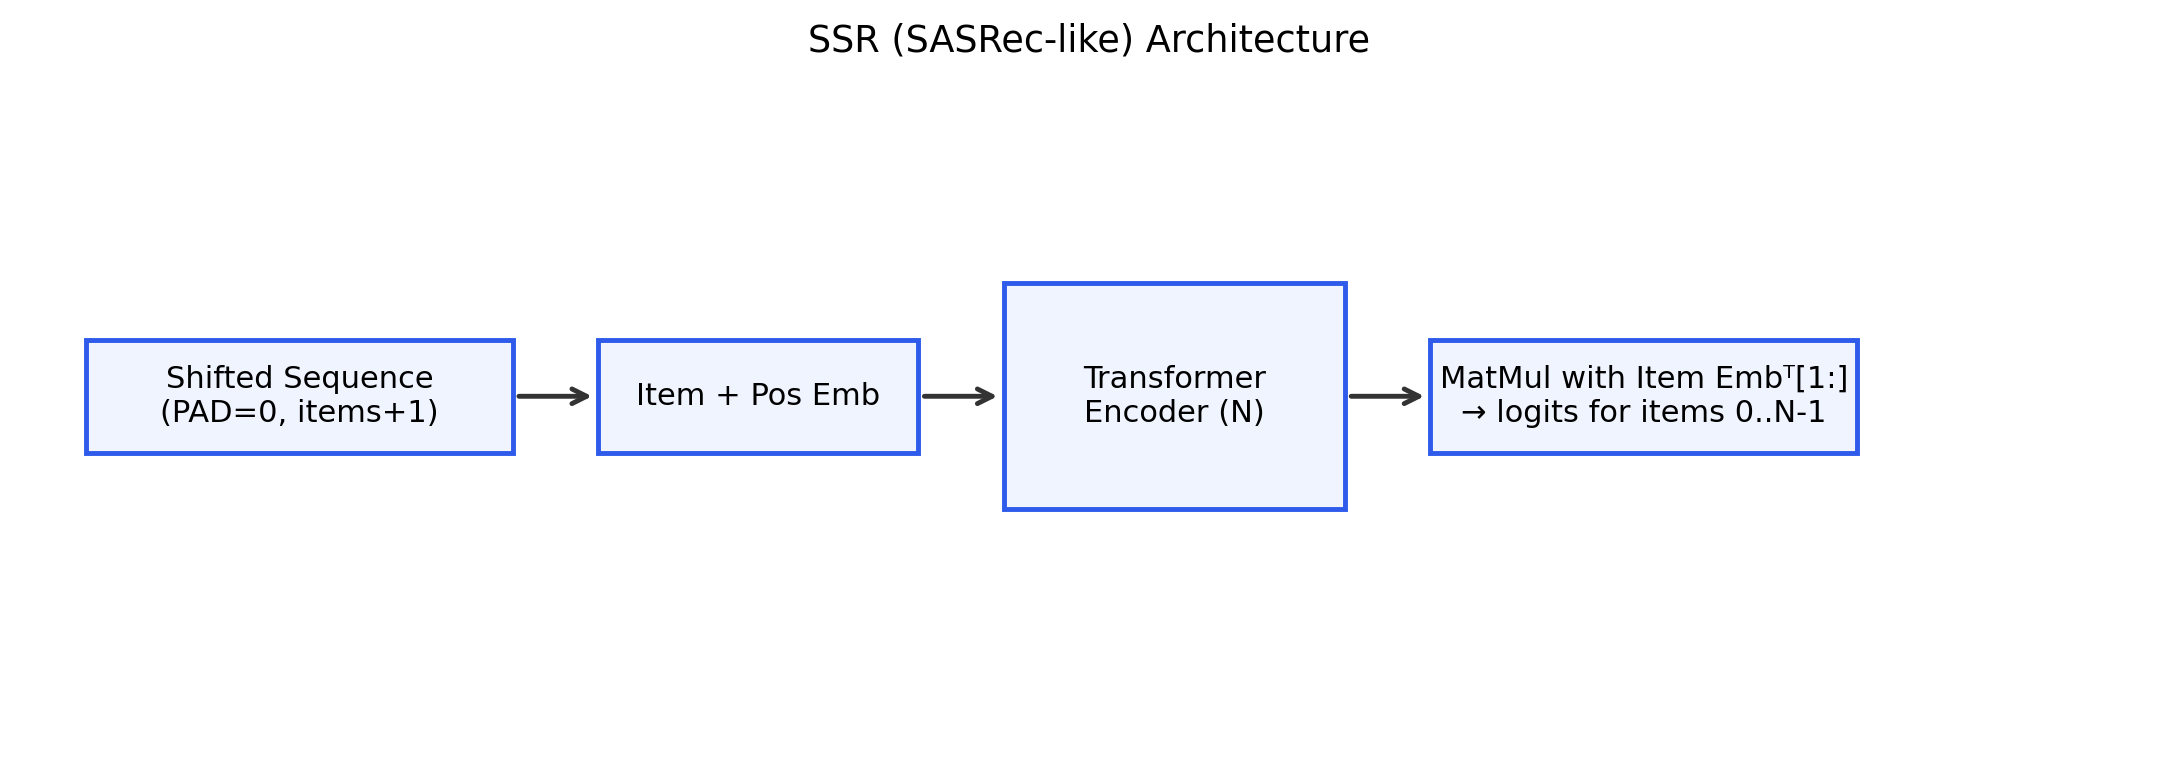 SSR (SASRec-like) Architecture
Shifted Sequence
(PAD=0, items+1)
Item + Pos Emb
Transformer
Encoder (N)
MatMul with Item Embᵀ[1:]
→ logits for items 0..N-1